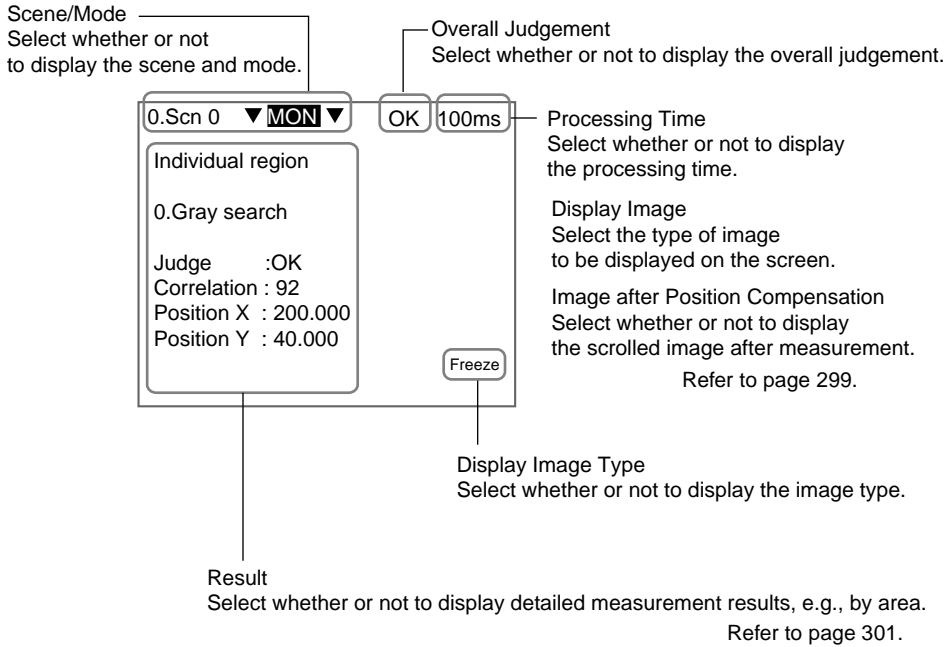 Scene/Mode
Select whether or not
to display the scene and mode.
Overall Judgement
Select whether or not to display the overall judgement.
0.Scn 0 ▼ MON ▼ OK 100ms
Processing Time
Select whether or not to display
the processing time.
Individual region
0.Gray search
Judge :OK
Correlation : 92
Position X : 200.000
Position Y : 40.000
Freeze
Display Image
Select the type of image
to be displayed on the screen.
Image after Position Compensation
Select whether or not to display
the scrolled image after measurement.
Refer to page 299.
Display Image Type
Select whether or not to display the image type.
Result
Select whether or not to display detailed measurement results, e.g., by area.
Refer to page 301.